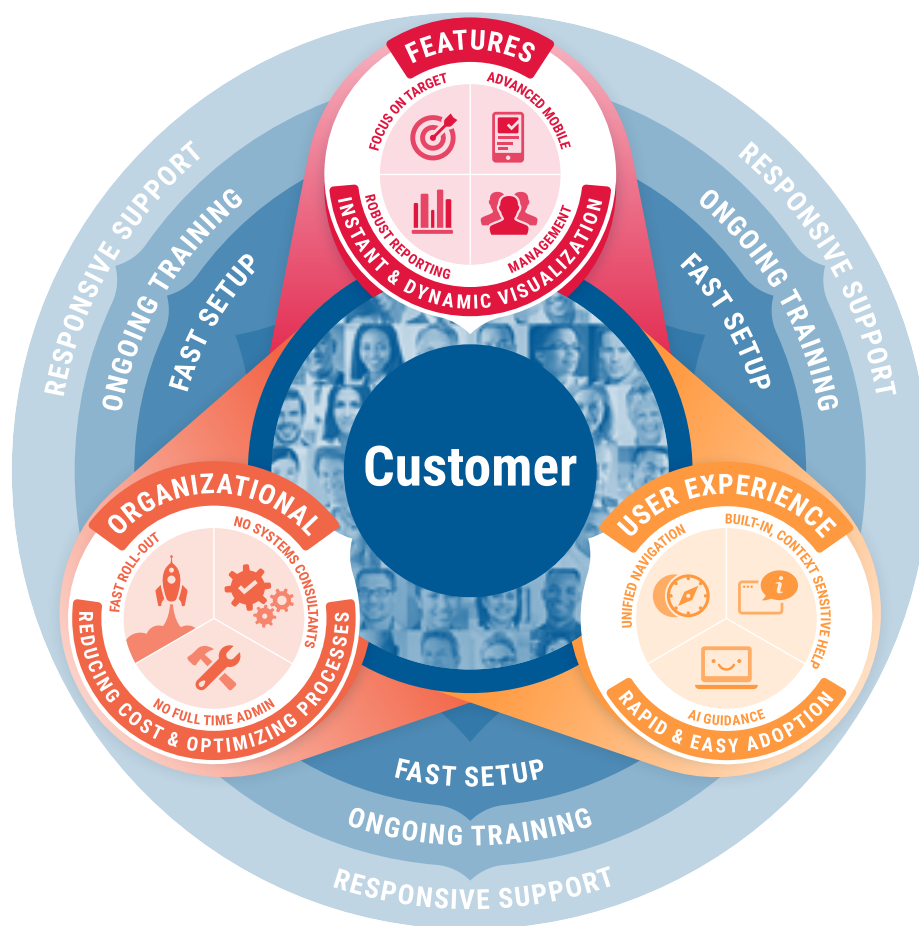 FEATURES
FOCUS ON TARGET
ADVANCED MOBILE
ROBUST REPORTING
MANAGEMENT
INSTANT & DYNAMIC VISUALIZATION
RESPONSIVE SUPPORT
ONGOING TRAINING
FAST SETUP
RESPONSIVE SUPPORT
ONGOING TRAINING
FAST SETUP
Customer
ORGANIZATIONAL
FAST ROLL-OUT
NO SYSTEMS CONSULTANTS
NO FULL TIME ADMIN
REDUCING COST & OPTIMIZING PROCESSES
USER EXPERIENCE
UNIFIED NAVIGATION
BUILT-IN, CONTEXT SENSITIVE HELP
i
AI GUIDANCE
RAPID & EASY ADOPTION
FAST SETUP
ONGOING TRAINING
RESPONSIVE SUPPORT